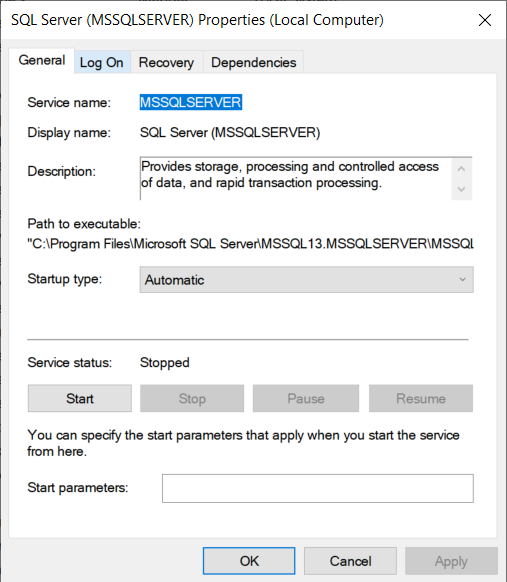 SQL Server (MSSQLSERVER) Properties (Local Computer)
General Log On Recovery Dependencies
Service name: MSSQLSERVER
Display name: SQL Server (MSSQLSERVER)
Description: Provides storage, processing and controlled access
of data, and rapid transaction processing.
Path to executable:
"C:\Program Files\Microsoft SQL Server\MSSQL13.MSSQLSERVER\MSSQL
Startup type: Automatic
Service status: Stopped
Start Stop Pause Resume
You can specify the start parameters that apply when you start the service
from here.
Start parameters:
OK Cancel Apply